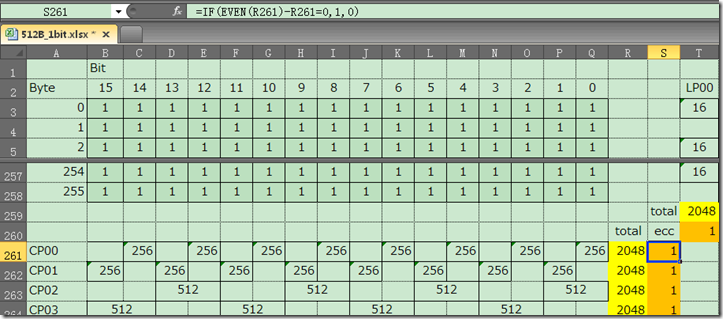 S261 fx =IF(EVEN(R261)-R261=0,1,0)
512B_1bit.xlsx *
A B C D E F G H I J K L M N O P Q R S T
1 Bit
2 Byte 15 14 13 12 11 10 9 8 7 6 5 4 3 2 1 0 LP00
3 0 1 1 1 1 1 1 1 1 1 1 1 1 1 1 1 1 16
4 1 1 1 1 1 1 1 1 1 1 1 1 1 1 1 1 1
5 2 1 1 1 1 1 1 1 1 1 1 1 1 1 1 1 1 16
257 254 1 1 1 1 1 1 1 1 1 1 1 1 1 1 1 1 16
258 255 1 1 1 1 1 1 1 1 1 1 1 1 1 1 1 1
259 total 2048
260 total ecc 1
261 CP00 256 256 256 256 256 256 256 256 2048 1
262 CP01 256 256 256 256 256 256 256 256 2048 1
263 CP02 512 512 512 512 2048 1
264 CP03 512 512 512 512 2048 1